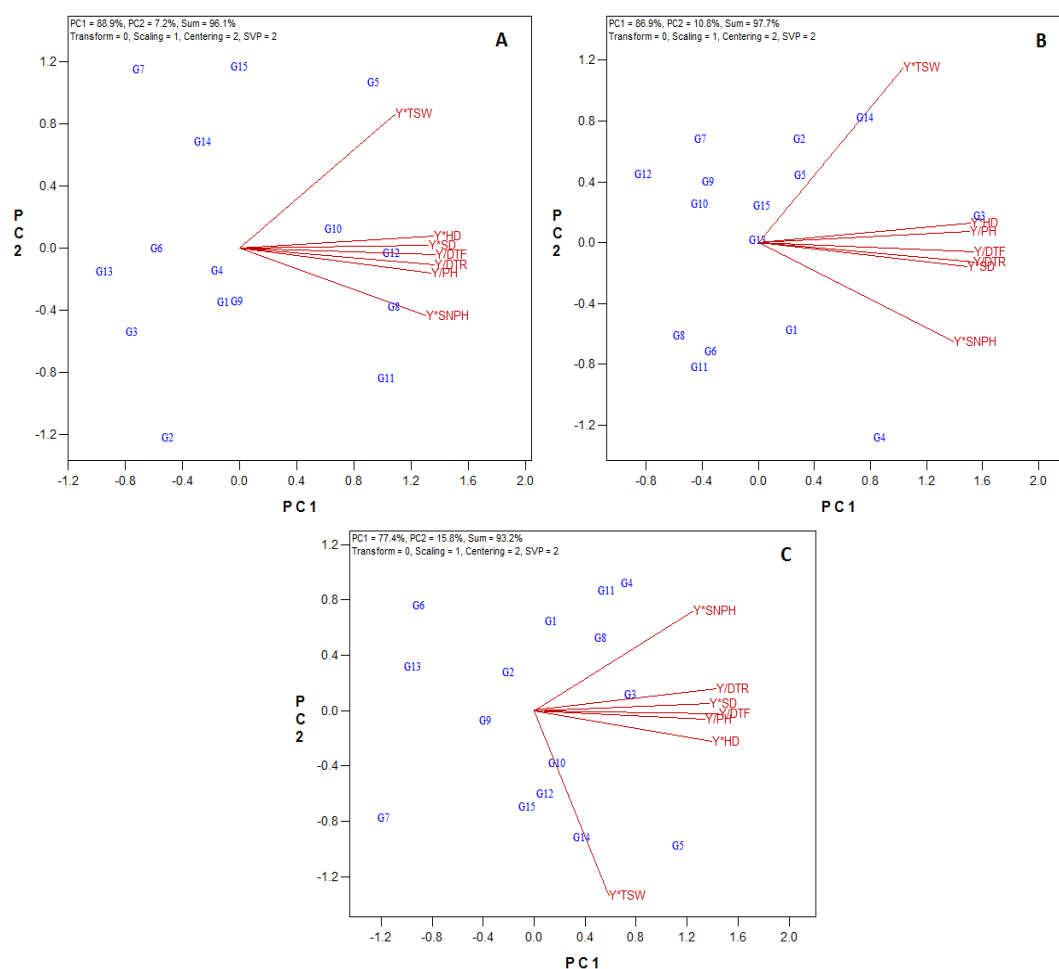 PC1 = 88.9%, PC2 = 7.2%, Sum = 96.1%
Transform = 0, Scaling = 1, Centering = 2, SVP = 2
A
1.2
0.8
0.4
0.0
-0.4
-0.8
-1.2
PC2
G7
G15
G5
Y*TSW
G14
G10
Y*HD
Y*SD
G6
G12
Y/DTF
Y/DTR
G13
G4
Y/PH
G1
G9
G8
Y*SNPH
G3
G11
G2
-1.2
-0.8
-0.4
0.0
0.4
0.8
1.2
1.6
2.0
PC1
PC1 = 86.9%, PC2 = 10.8%, Sum = 97.7%
Transform = 0, Scaling = 1, Centering = 2, SVP = 2
B
1.2
0.8
0.4
0.0
-0.4
-0.8
-1.2
PC2
Y*TSW
G14
G7
G2
G12
G5
G9
G10
G15
G3
Y*HD
Y/PH
G13
Y/DTF
Y/DTR
Y*SD
G1
G8
Y*SNPH
G6
G11
G4
-1.2
-0.8
-0.4
0.0
0.4
0.8
1.2
1.6
2.0
PC1
PC1 = 77.4%, PC2 = 15.8%, Sum = 93.2%
Transform = 0, Scaling = 1, Centering = 2, SVP = 2
C
1.2
0.8
0.4
0.0
-0.4
-0.8
-1.2
PC2
G4
G11
G6
Y*SNPH
G1
G8
G13
G2
Y/DTR
G3
Y*SD
Y/DTF
G9
Y/PH
Y*HD
G10
G12
G15
G7
G14
G5
Y*TSW
-1.2
-0.8
-0.4
0.0
0.4
0.8
1.2
1.6
2.0
PC1